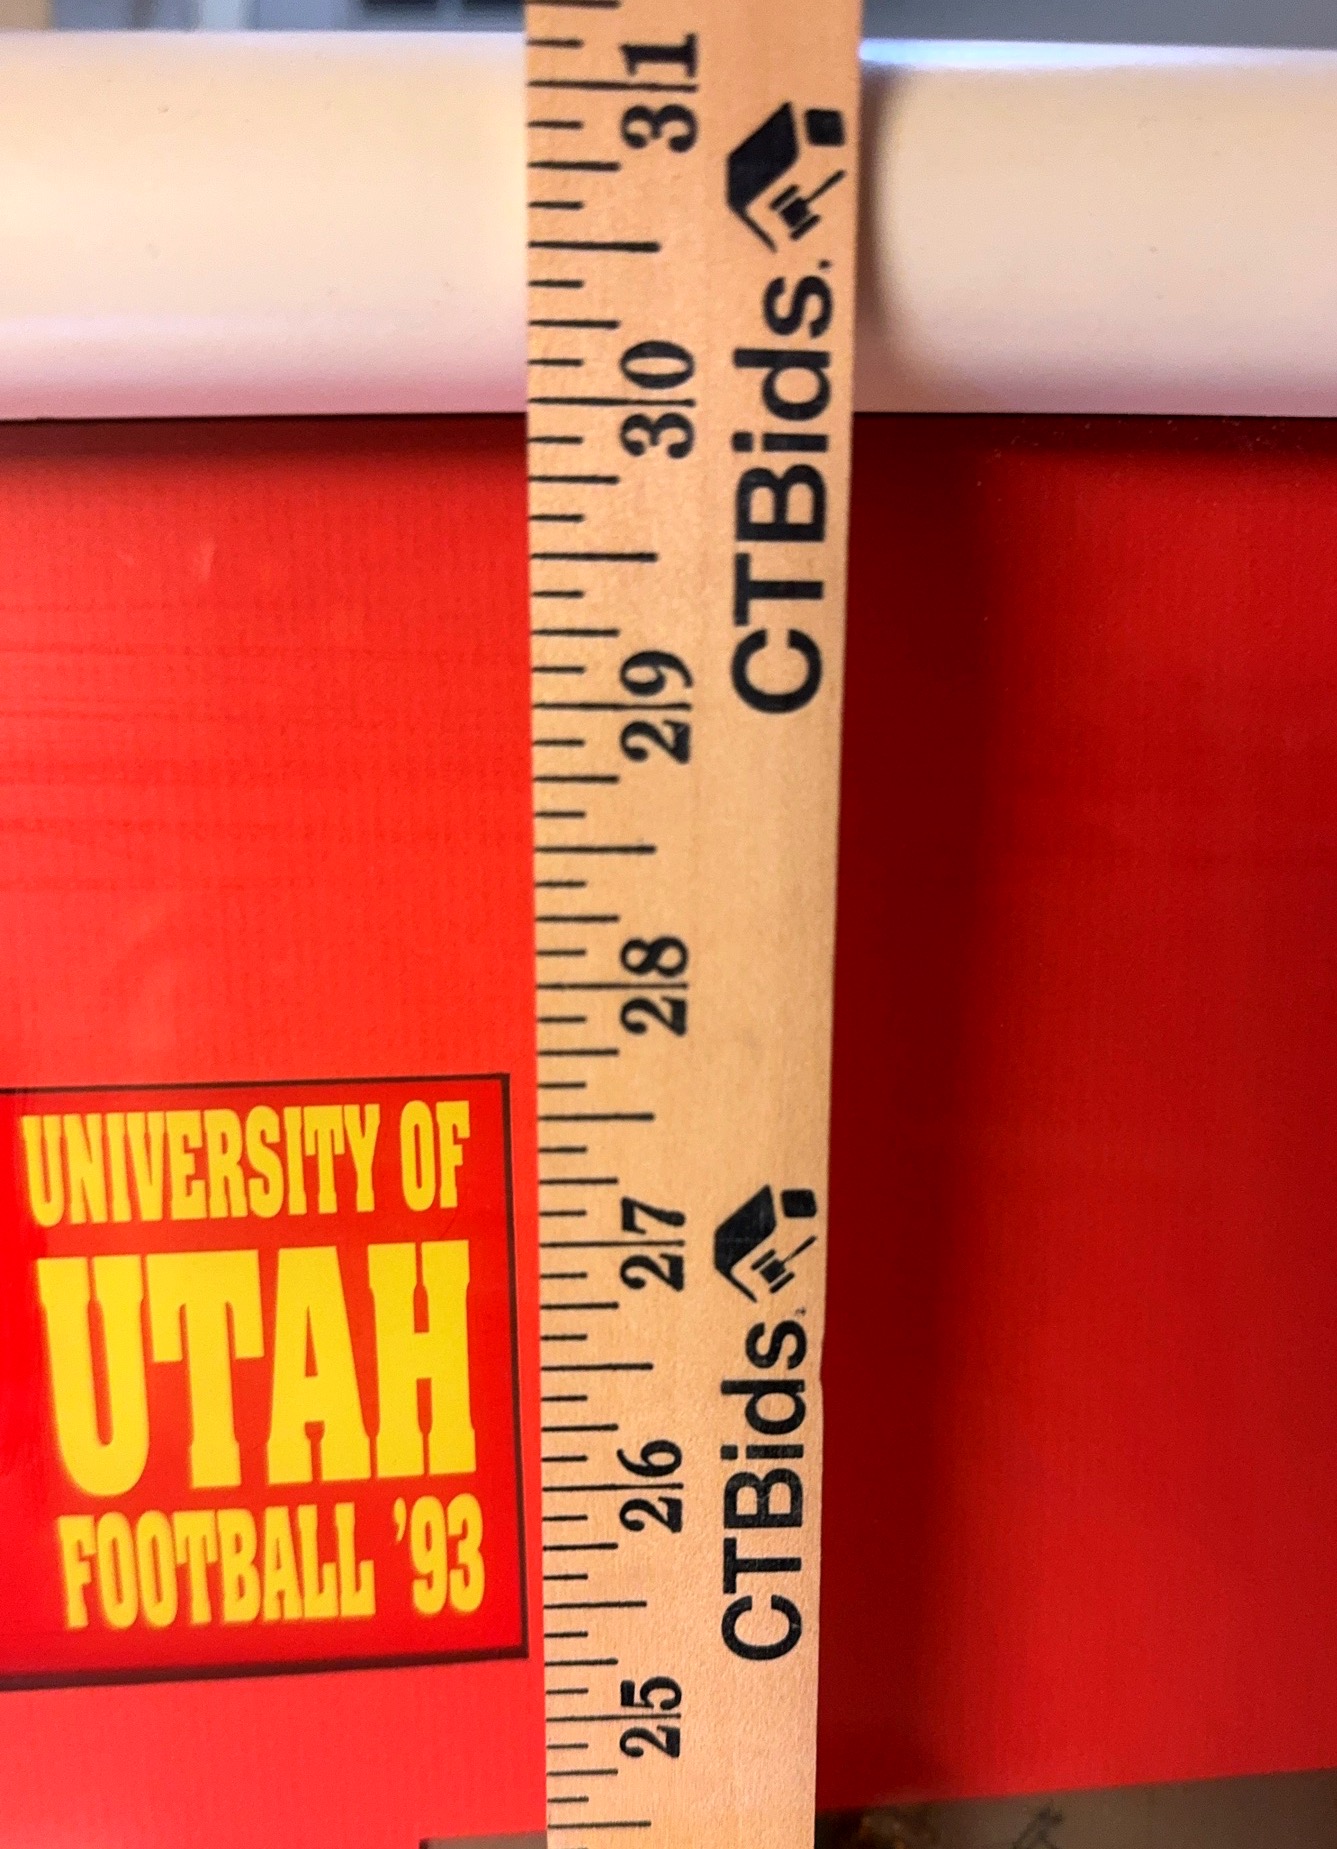 31
30
29
28
27
26
25
CTBids.
CTBids.
UNIVERSITY OF
UTAH
FOOTBALL '93